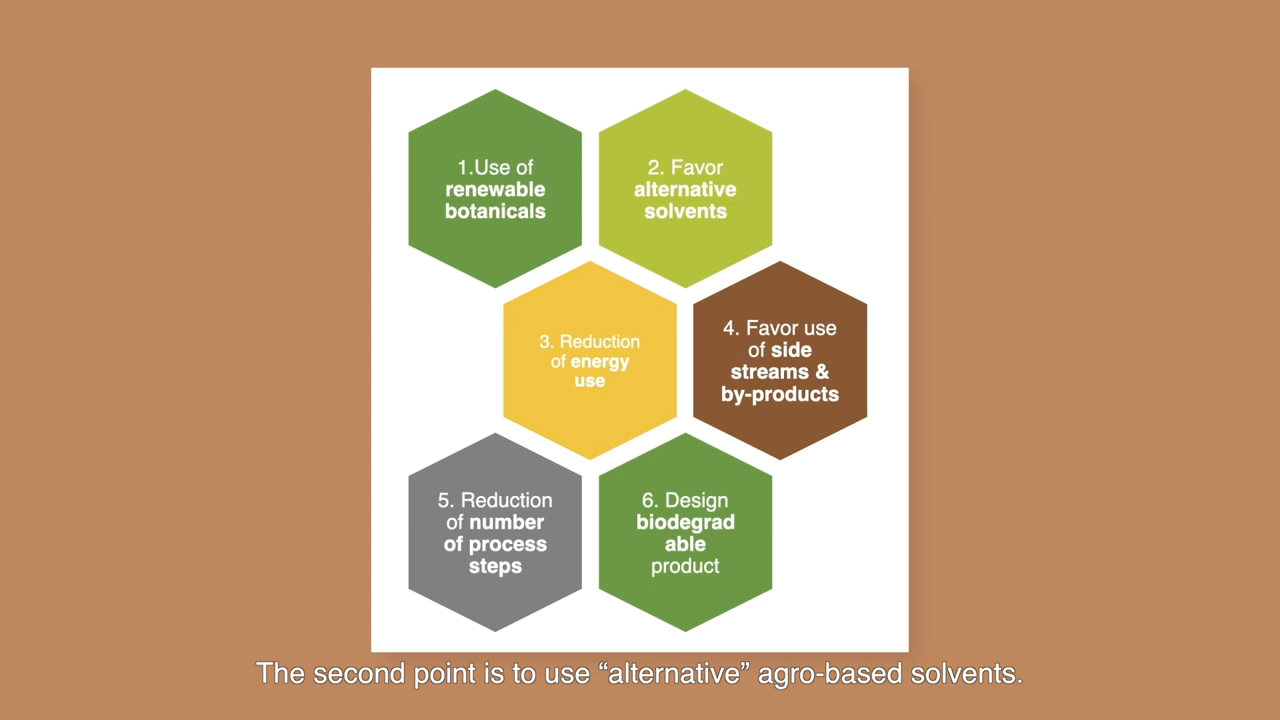 1.Use of
renewable
botanicals
2. Favor
alternative
solvents
3. Reduction
of energy
use
4. Favor use
of side
streams &
by-products
5. Reduction
of number
of process
steps
6. Design
biodegrad
able
product
The second point is to use “alternative” agro-based solvents.